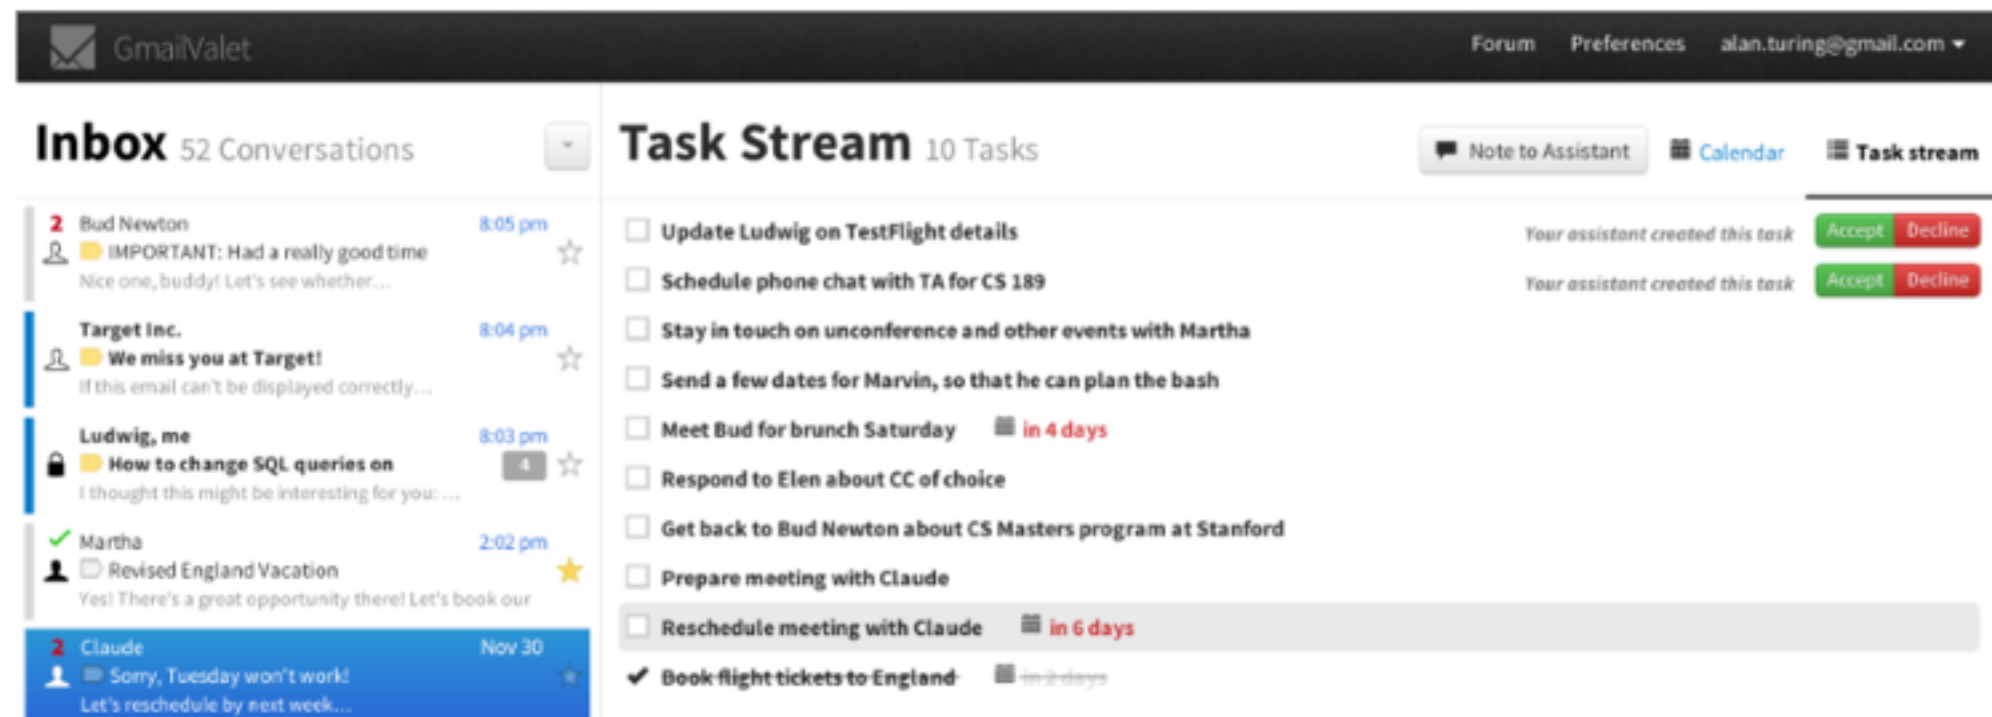 GmailValet
Forum Preferences alan.turing@gmail.com
Inbox 52 Conversations
2 Bud Newton 8:05 pm
IMPORTANT: Had a really good time
Nice one, buddy! Let's see whether...
Target Inc. 8:04 pm
We miss you at Target!
If this email can't be displayed correctly...
Ludwig, me 8:03 pm
How to change SQL queries on 4
I thought this might be interesting for you: ...
Martha 2:02 pm
Revised England Vacation
Yes! There's a great opportunity there! Let's book our
2 Claude Nov 30
Sorry, Tuesday won't work!
Let's reschedule by next week...
Task Stream 10 Tasks
Note to Assistant Calendar Task stream
Update Ludwig on TestFlight details Your assistant created this task Accept Decline
Schedule phone chat with TA for CS 189 Your assistant created this task Accept Decline
Stay in touch on unconference and other events with Martha
Send a few dates for Marvin, so that he can plan the bash
Meet Bud for brunch Saturday in 4 days
Respond to Elen about CC of choice
Get back to Bud Newton about CS Masters program at Stanford
Prepare meeting with Claude
Reschedule meeting with Claude in 6 days
Book flight tickets to England in 2 days